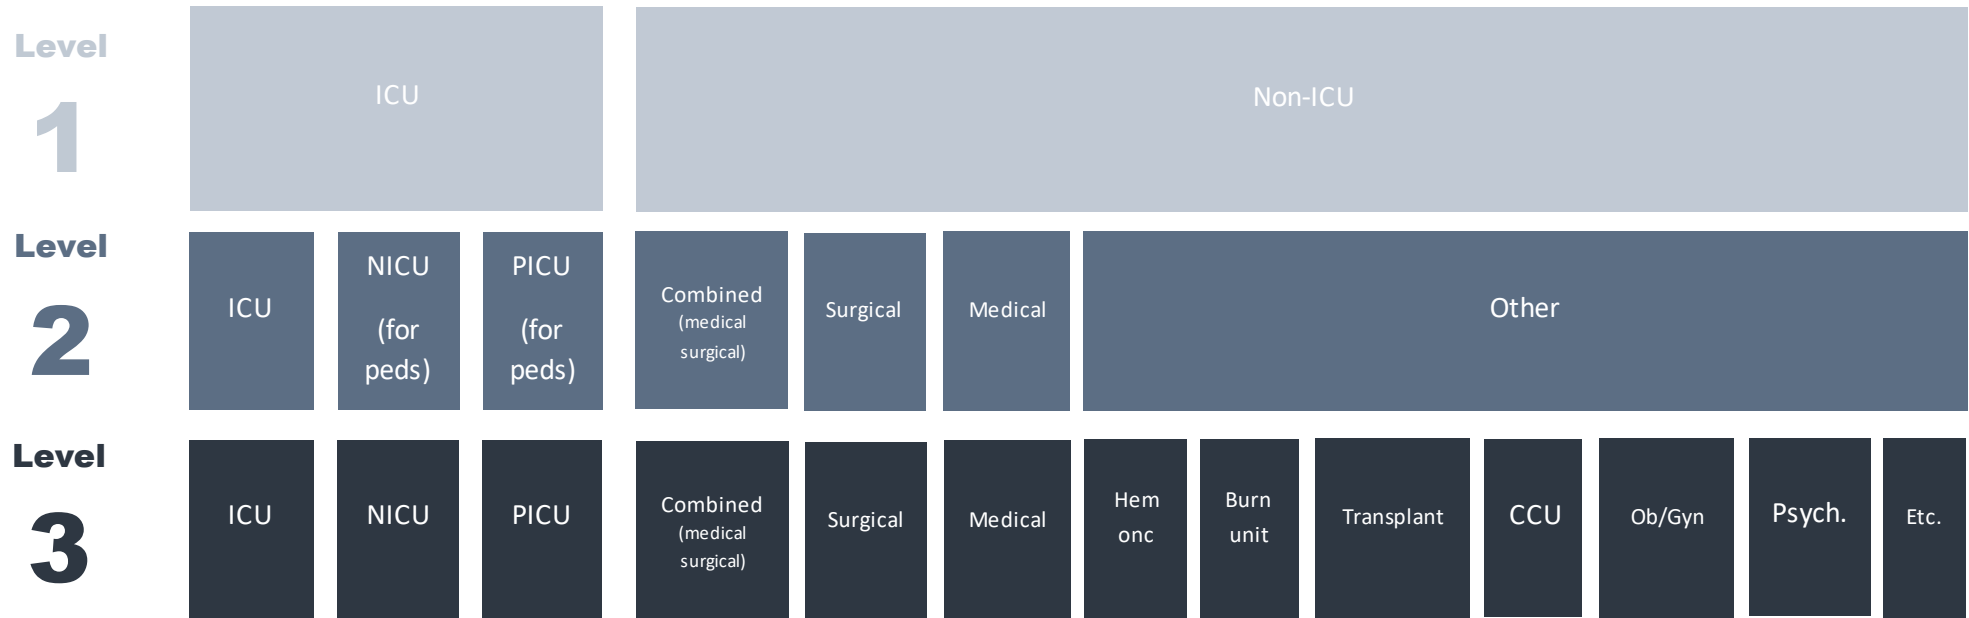 Level
1
ICU
Non-ICU
Level
2
ICU
NICU
(for
peds)
PICU
(for
peds)
Combined
(medical
surgical)
Surgical
Medical
Other
Level
3
ICU
NICU
PICU
Combined
(medical
surgical)
Surgical
Medical
Hem
onc
Burn
unit
Transplant
CCU
Ob/Gyn
Psych.
Etc.